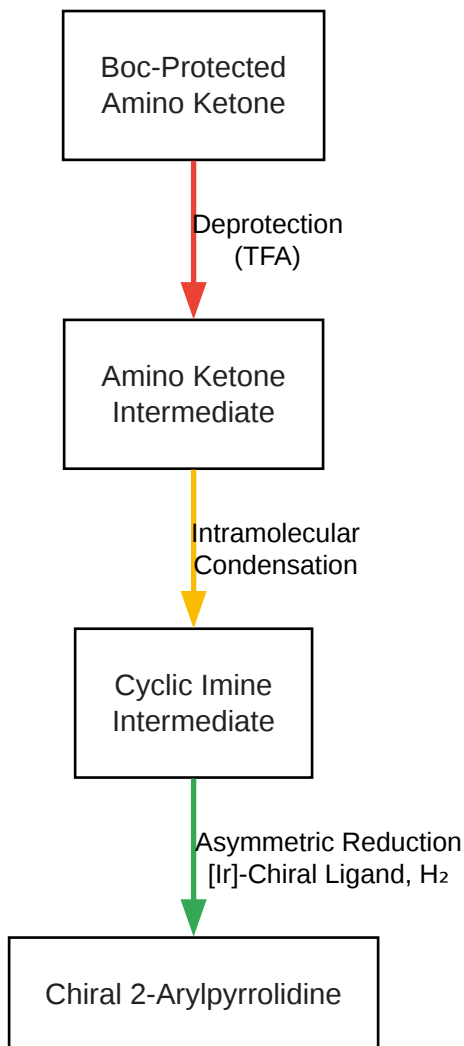 Boc-Protected
Amino Ketone
Deprotection
(TFA)
Amino Ketone
Intermediate
Intramolecular
Condensation
Cyclic Imine
Intermediate
Asymmetric Reduction
[Ir]-Chiral Ligand, H₂
Chiral 2-Arylpyrrolidine